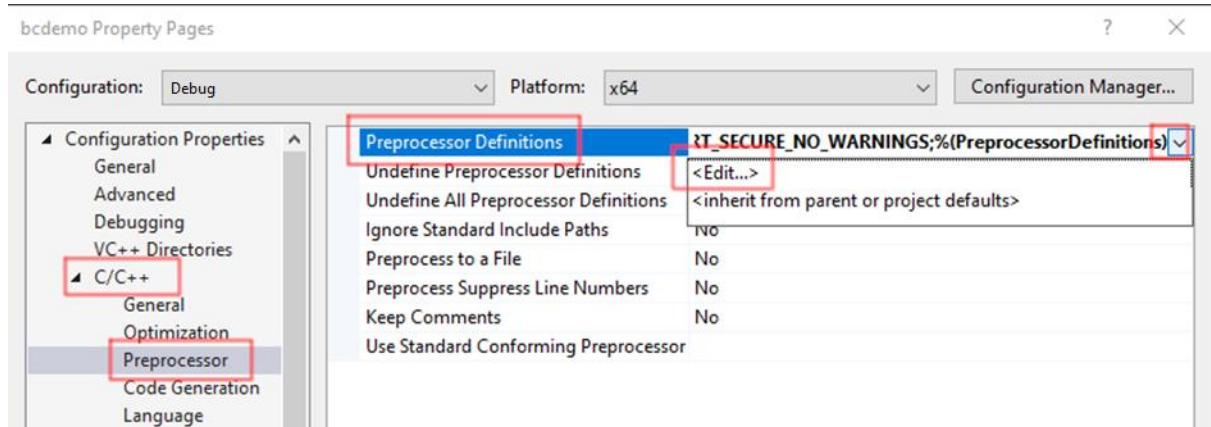 bcdemo Property Pages ? ×
Configuration: Debug Platform: x64 Configuration Manager...
Configuration Properties
General
Advanced
Debugging
VC++ Directories
C/C++
General
Optimization
Preprocessor
Code Generation
Language
Preprocessor Definitions RT_SECURE_NO_WARNINGS;%(PreprocessorDefinitions)
<Edit...>
<inherit from parent or project defaults>
Undefine Preprocessor Definitions
Undefine All Preprocessor Definitions No
Ignore Standard Include Paths No
Preprocess to a File No
Preprocess Suppress Line Numbers No
Keep Comments No
Use Standard Conforming Preprocessor